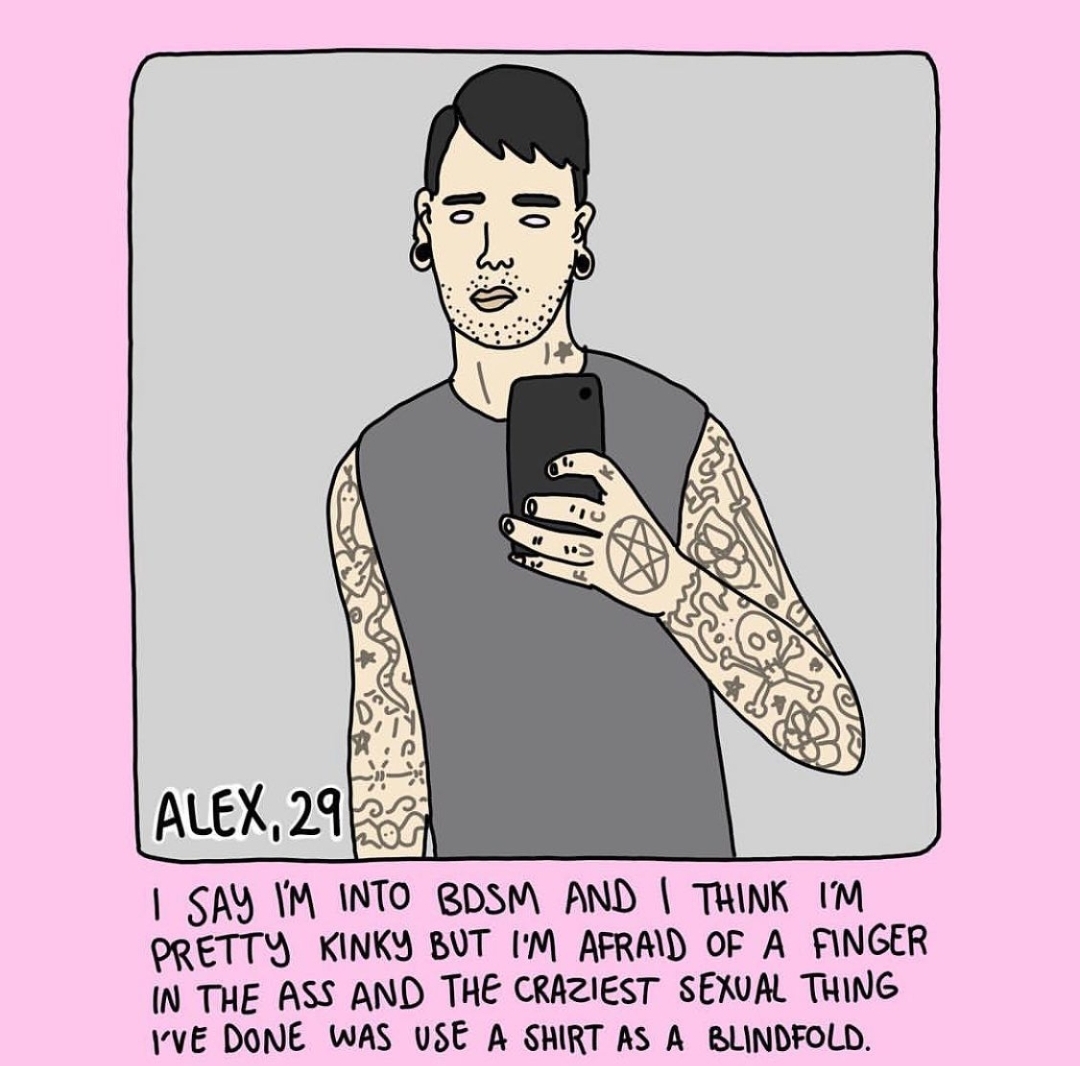 K
C
U
F
ALEX, 29
I SAY I'M INTO BDSM AND I THINK I'M
PRETTY KINKY BUT I'M AFRAID OF A FINGER
IN THE ASS AND THE CRAZIEST SEXUAL THING
I'VE DONE WAS USE A SHIRT AS A BLINDFOLD.